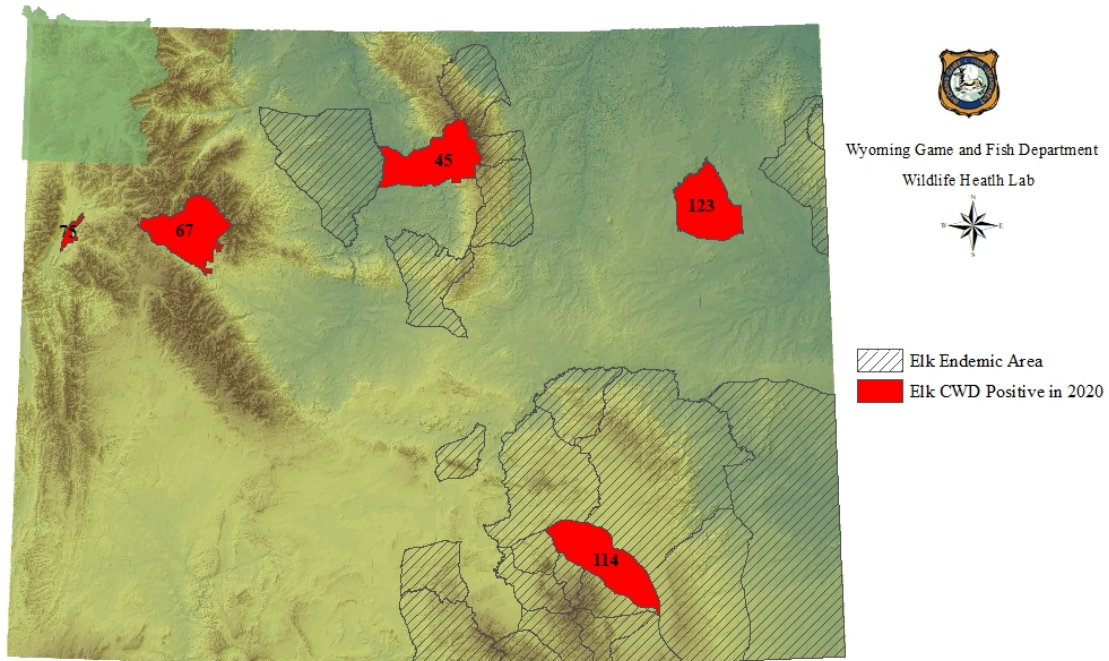 Wyoming Game and Fish Department
Wildlife Heatlh Lab
N
W E
S
45
123
75
67
Elk Endemic Area
Elk CWD Positive in 2020
114